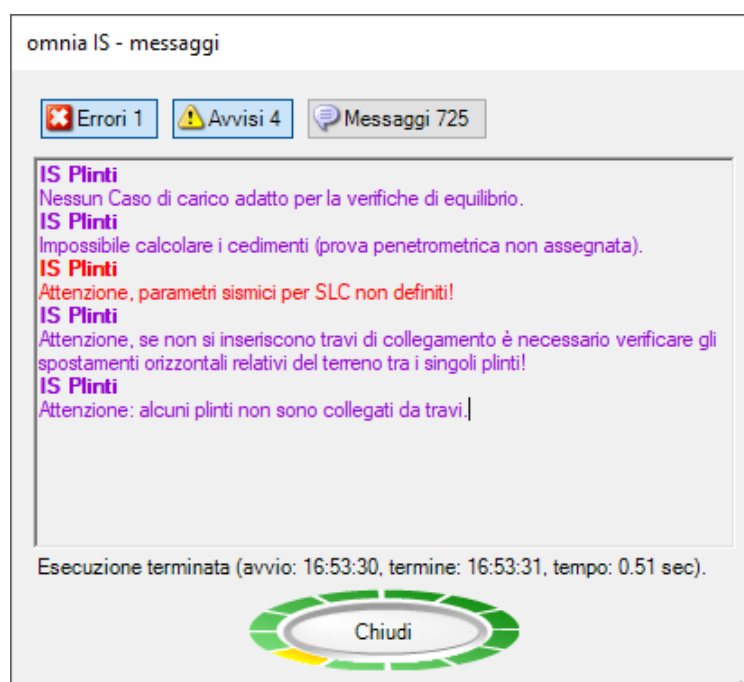 omnia IS - messaggi
Errori 1
Avvisi 4
Messaggi 725
IS Plinti
Nessun Caso di carico adatto per la verifiche di equilibrio.
IS Plinti
Impossibile calcolare i cedimenti (prova penetrometrica non assegnata).
IS Plinti
Attenzione, parametri sismici per SLC non definiti!
IS Plinti
Attenzione, se non si inseriscono travi di collegamento è necessario verificare gli
spostamenti orizzontali relativi del terreno tra i singoli plinti!
IS Plinti
Attenzione: alcuni plinti non sono collegati da travi.
Esecuzione terminata (avvio: 16:53:30, termine: 16:53:31, tempo: 0.51 sec).
Chiudi